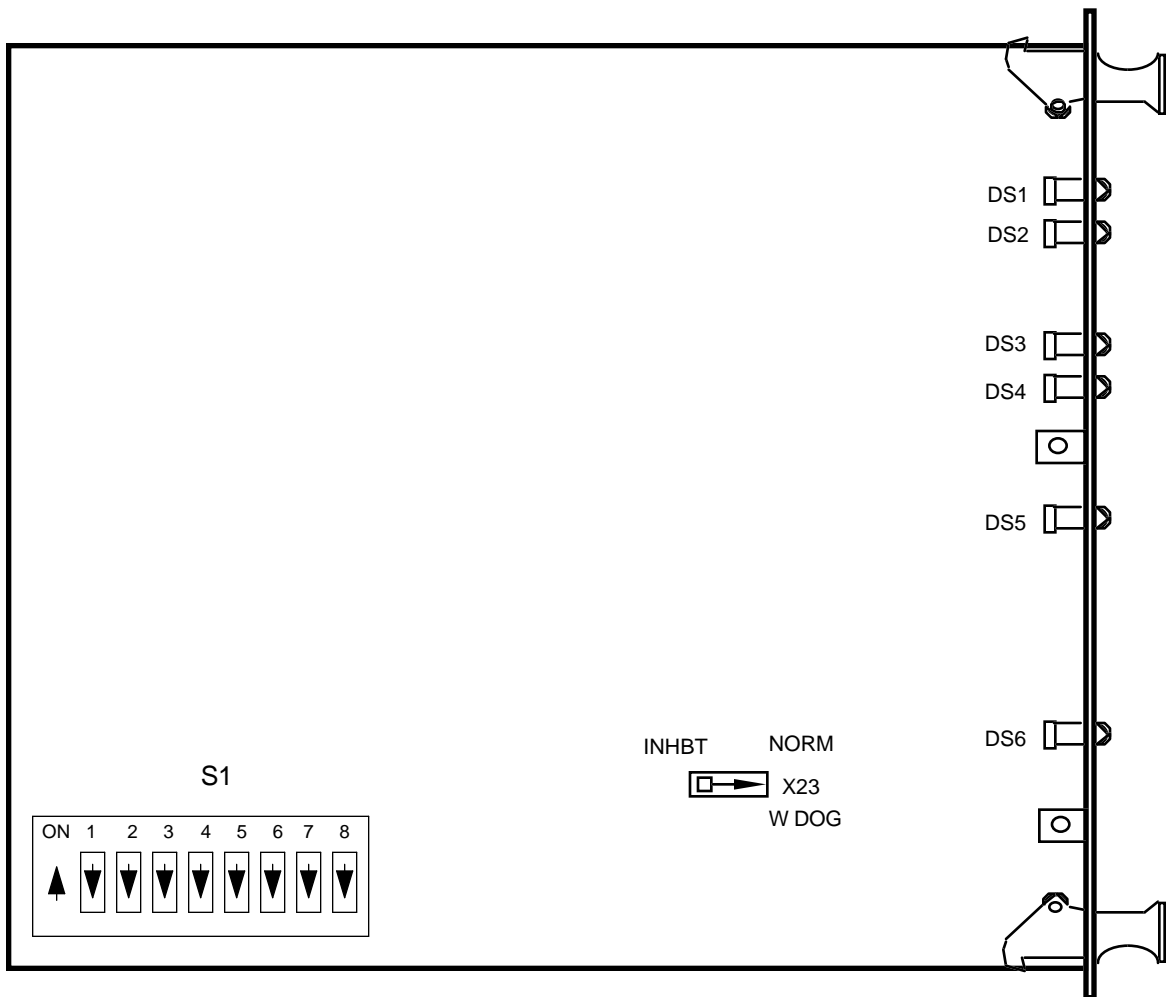 DS1
DS2
DS3
DS4
DS5
DS6
INHBT NORM
X23
W DOG
S1
ON 1 2 3 4 5 6 7 8